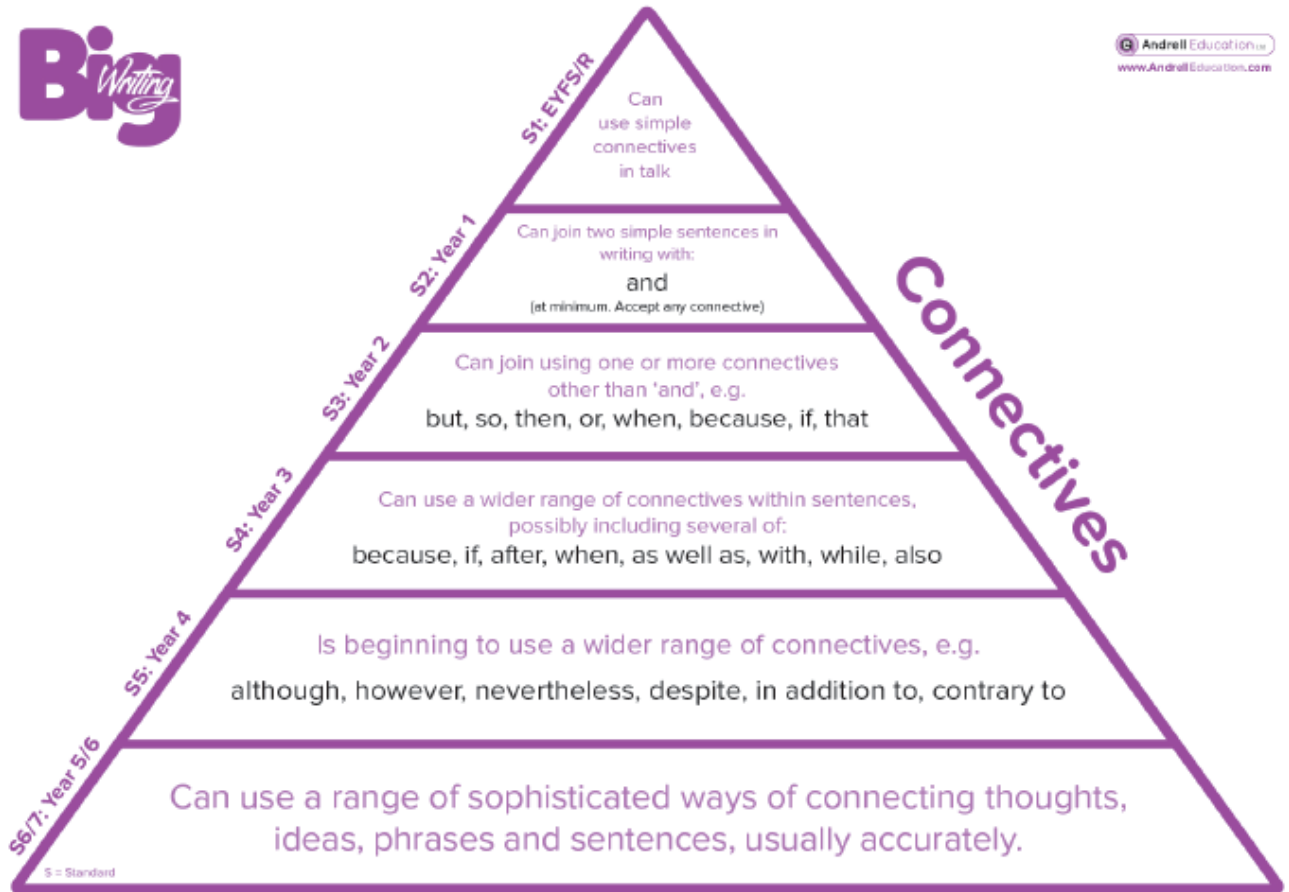 Big
Writing
Andrell Education Ltd
www.AndrellEducation.com
S1: EYFS/R
Can
use simple
connectives
in talk
S2: Year 1
Can join two simple sentences in
writing with:
and
(at minimum. Accept any connective)
Connectives
S3: Year 2
Can join using one or more connectives
other than ‘and’, e.g.
but, so, then, or, when, because, if, that
S4: Year 3
Can use a wider range of connectives within sentences,
possibly including several of:
because, if, after, when, as well as, with, while, also
S5: Year 4
Is beginning to use a wider range of connectives, e.g.
although, however, nevertheless, despite, in addition to, contrary to
S6/7: Year 5/6
Can use a range of sophisticated ways of connecting thoughts,
ideas, phrases and sentences, usually accurately.
S = Standard